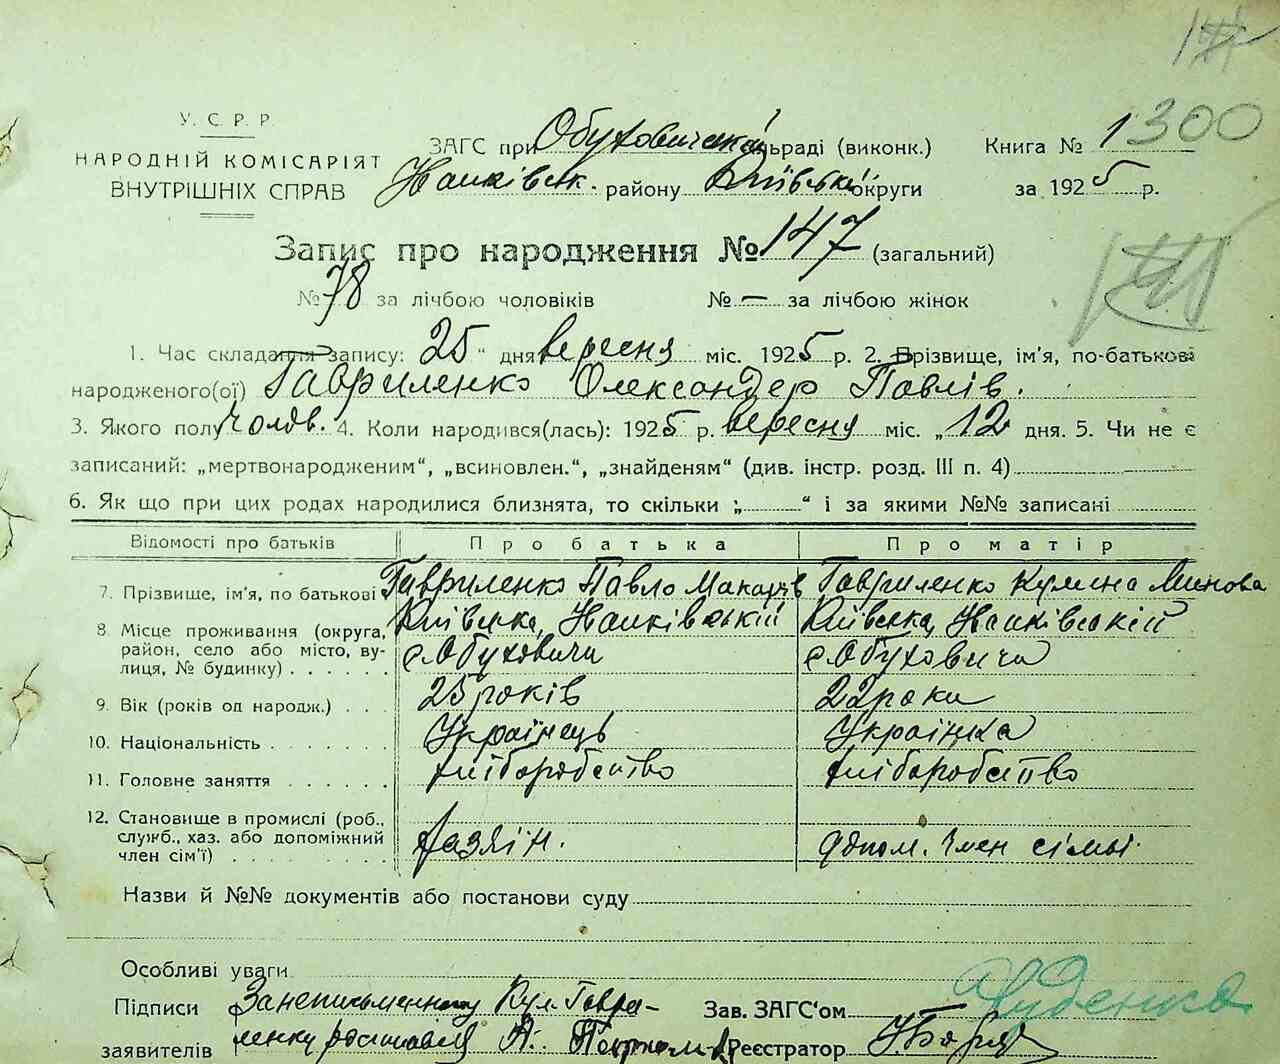 У. С. Р. Р.
НАРОДНІЙ КОМІСАРІЯТ
ВНУТРІШНІХ СПРАВ
ЗАГС при Обуховицькій сільраді (виконк.) Книга № 1 300
району Київської округи за 1925 р.
Запис про народження № 147 (загальний)
№ 78 за лічбою чоловіків № — за лічбою жінок
1. Час складання запису: 25 „ дня вересня міс. 1925 р. 2. Прізвище, ім'я, по-батькові
народженого(ої) Гавриленко Олександер Павлів.
3. Якого полу чолов. 4. Коли народився(лась): 1925 р. вересня міс. „12 дня. 5. Чи не є
записаний: „мертвонародженим“, „всиновлен.“, „знайденям“ (див. інстр. розд. III п. 4)
6. Як що при цих родах народилися близнята, то скільки „ “ і за якими №№ записані
Відомості про батьків Про батька Про матір
7. Прізвище, ім'я, по батькові Гавриленко Павло Макарів Гавриленко
8. Місце проживання (округа, район, село або місто, вулиця, № будинку) Київська, с. Обуховичи Київська, с. Обуховичи
9. Вік (років од народж.) 25 років 22 роки
10. Національність Українець Українка
11. Головне заняття хліборобство хліборобство
12. Становище в промислі (роб., служб., хаз. або допоміжний член сім'ї) хазяїн. допом. член сімьї.
Назви й №№ документів або постанови суду
Особливі уваги
Підписи Зав. ЗАГС'ом Руденко
заявителів Реєстратор